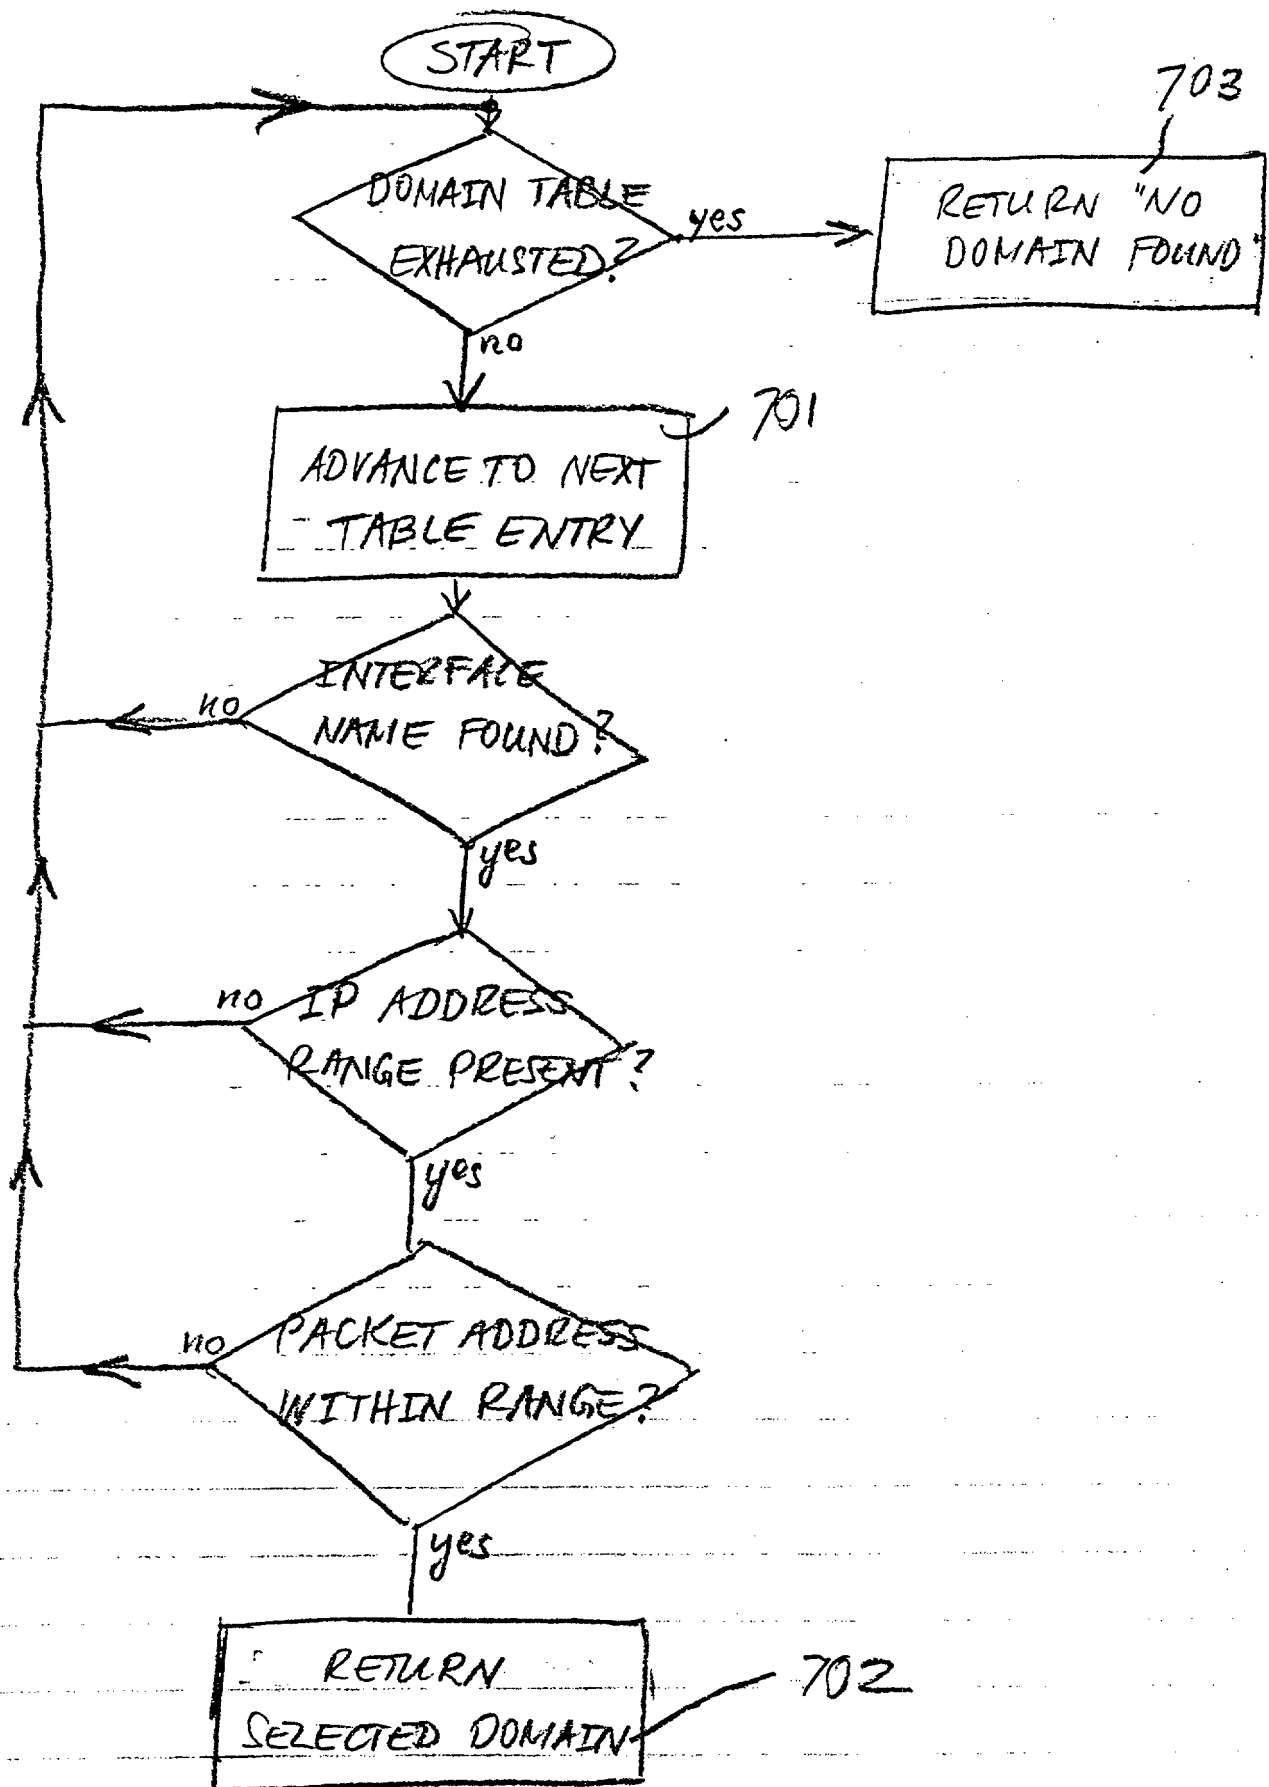 START
703
DOMAIN TABLE
EXHAUSTED?
yes
RETURN "NO
DOMAIN FOUND"
no
701
ADVANCE TO NEXT
TABLE ENTRY
INTERFACE
NAME FOUND?
no
yes
no
IP ADDRESS
RANGE PRESENT?
yes
no
PACKET ADDRESS
WITHIN RANGE?
yes
RETURN
SELECTED DOMAIN
702